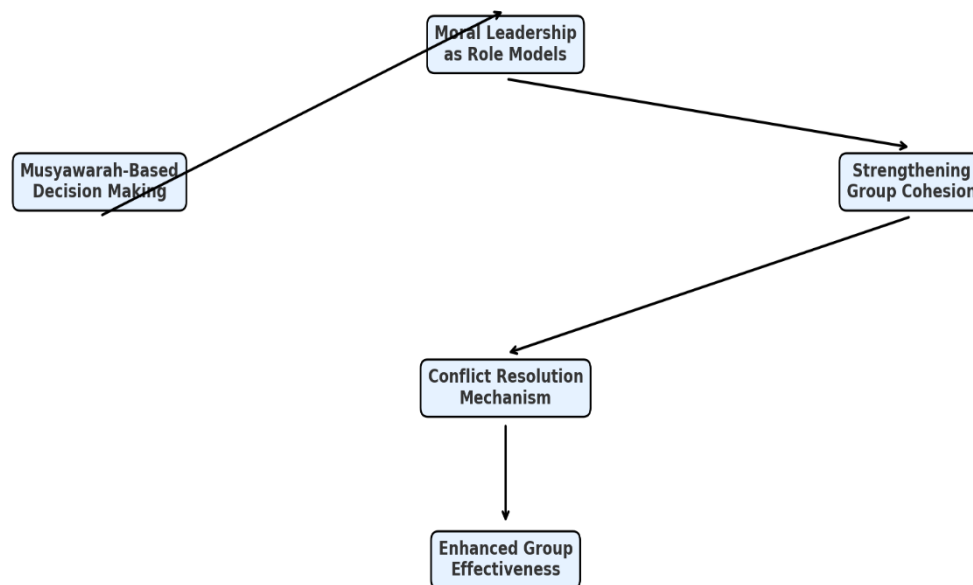 Moral Leadership
as Role Models
Musyawarah-Based
Decision Making
Strengthening
Group Cohesion
Conflict Resolution
Mechanism
Enhanced Group
Effectiveness